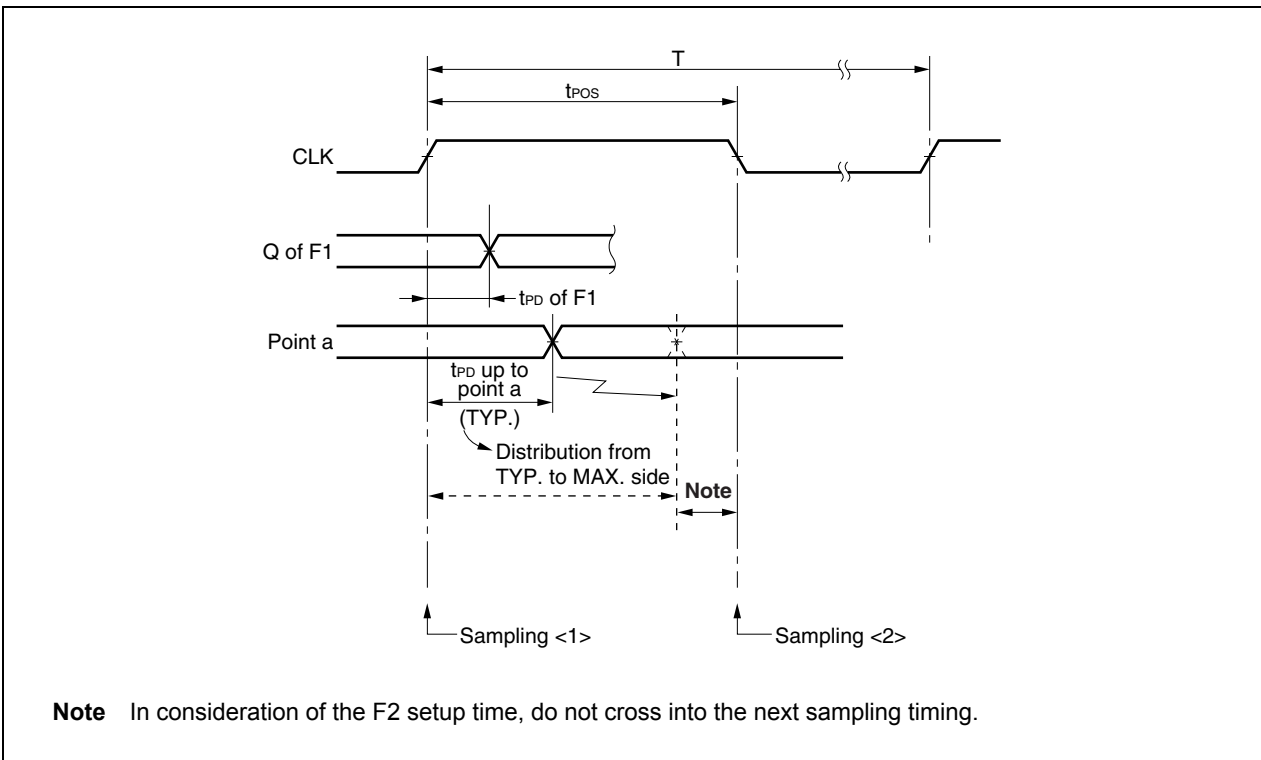 T
tPOS
CLK
Q of F1
tPD of F1
Point a
tPD up to
point a
(TYP.)
Distribution from
TYP. to MAX. side
Note
Sampling <1>
Sampling <2>
Note In consideration of the F2 setup time, do not cross into the next sampling timing.